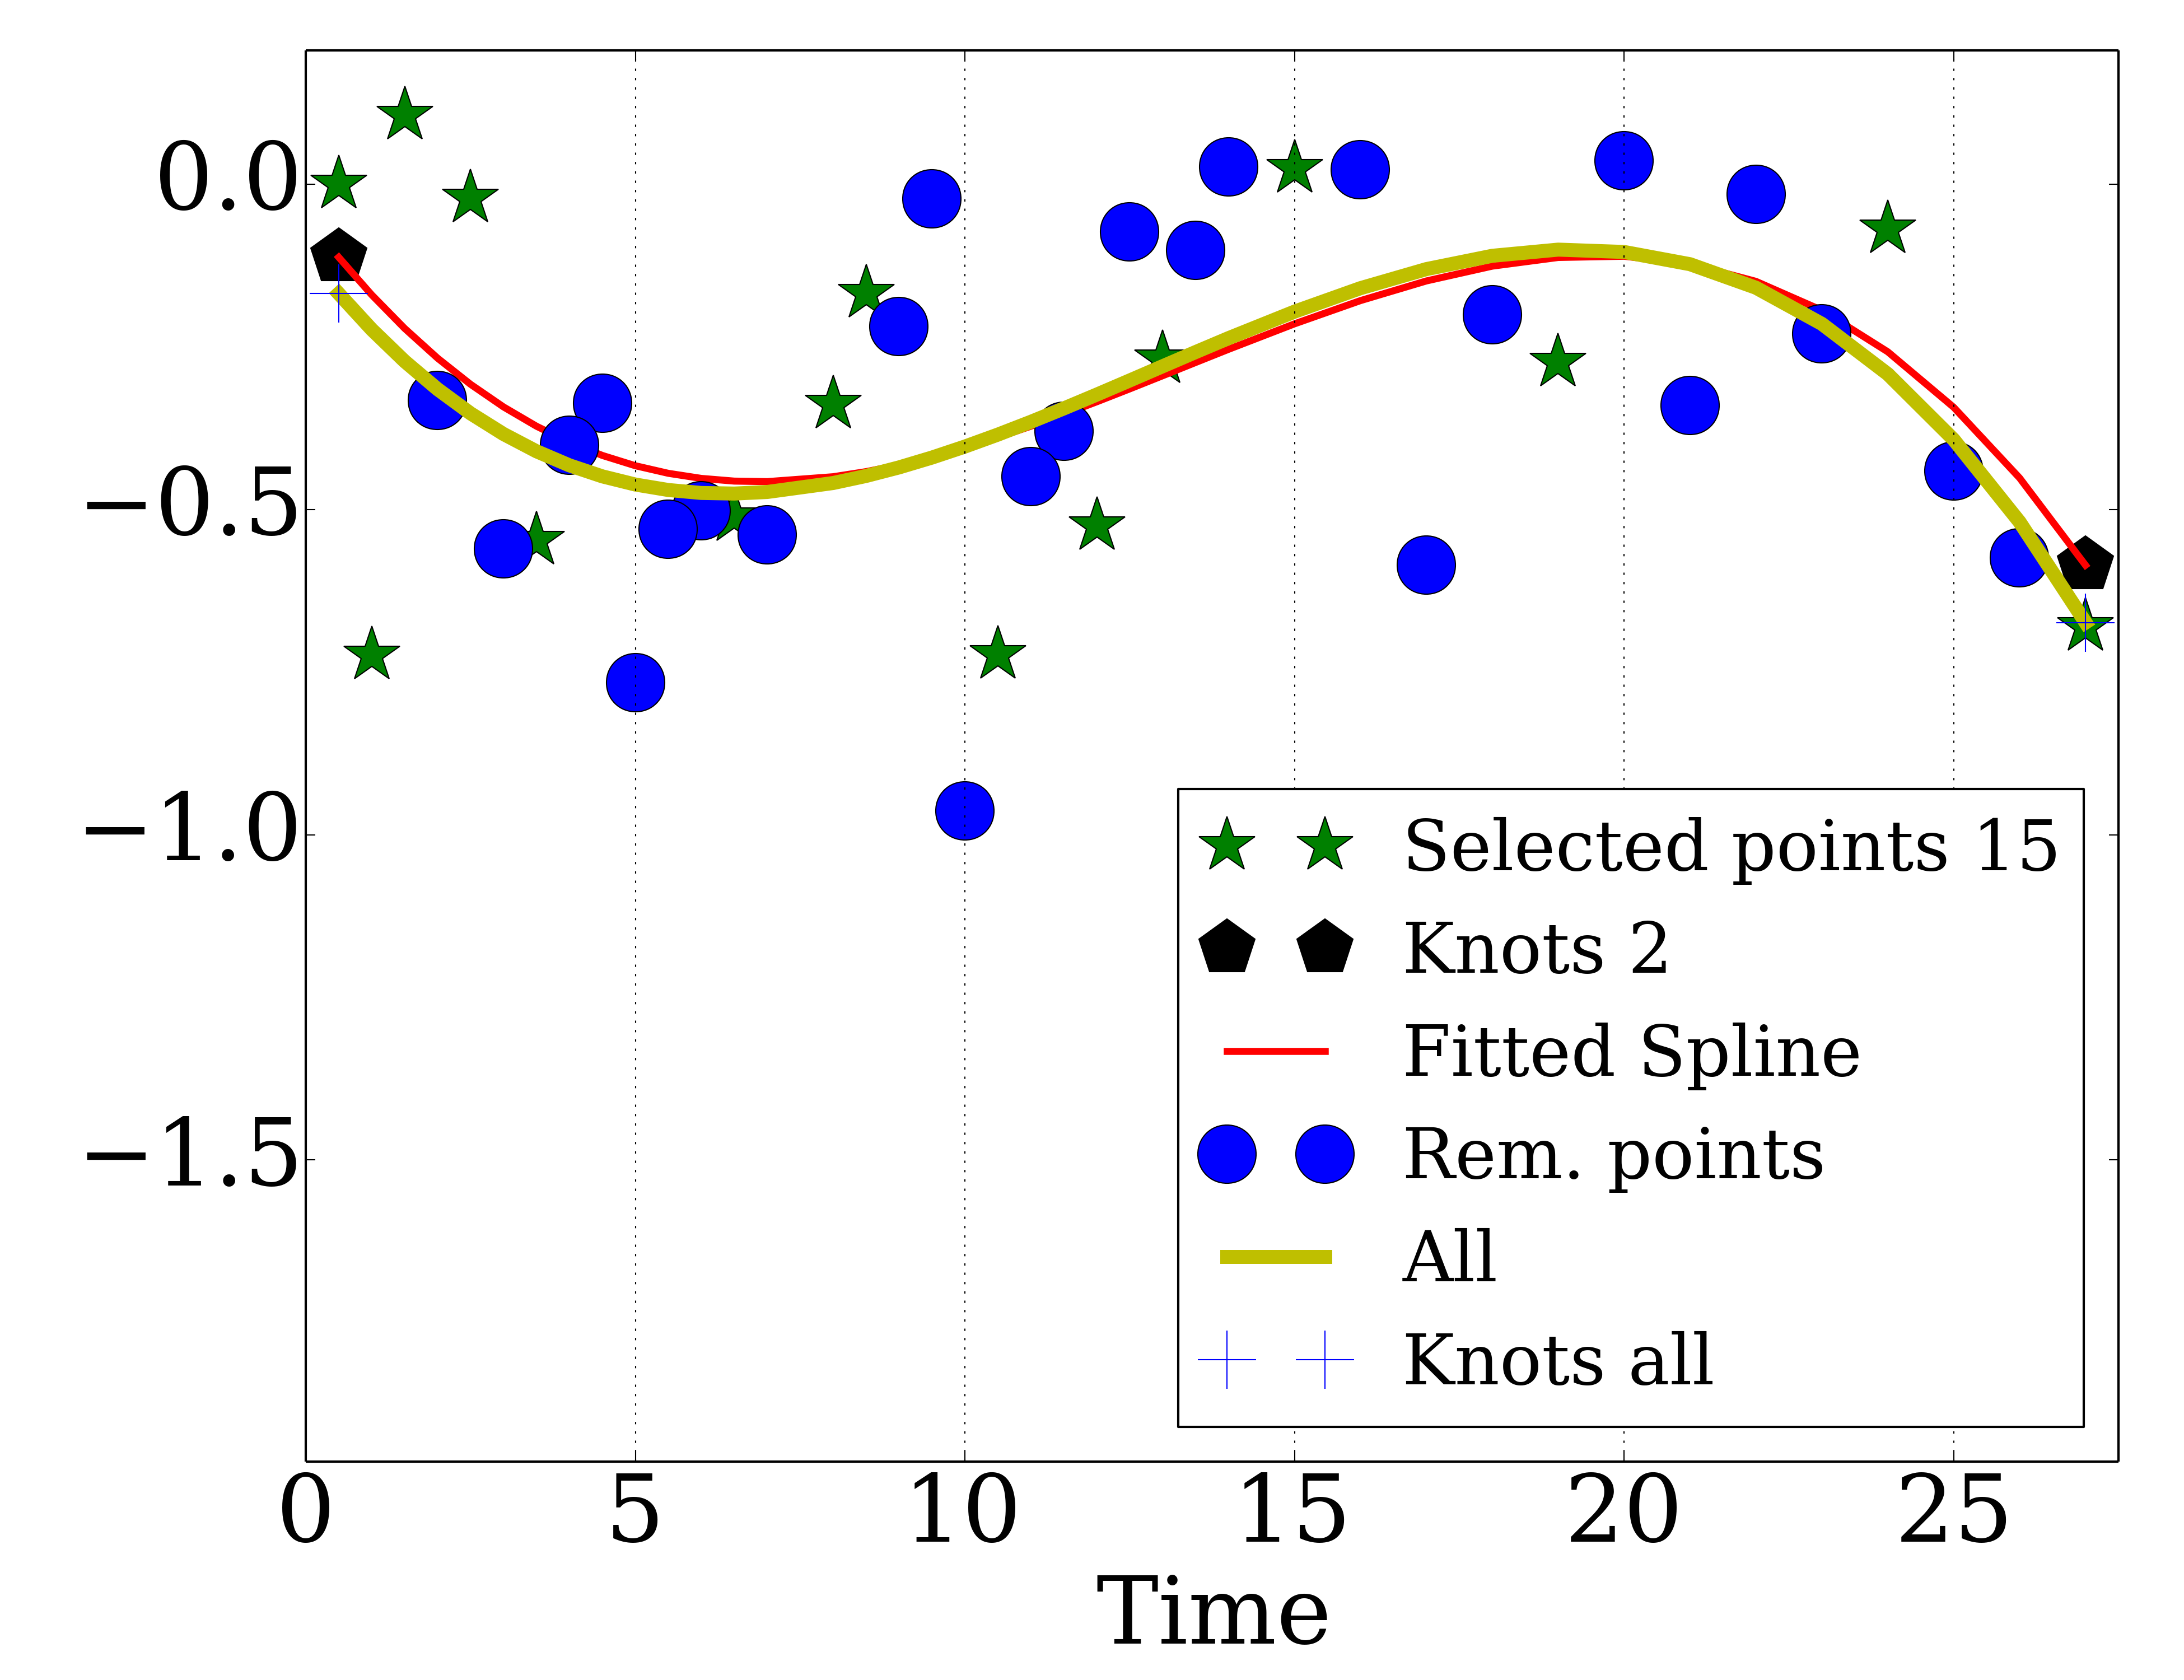 0.0
−0.5
−1.0
−1.5
Selected points 15
Knots 2
Fitted Spline
Rem. points
All
Knots all
0 5 10 15 20 25
Time